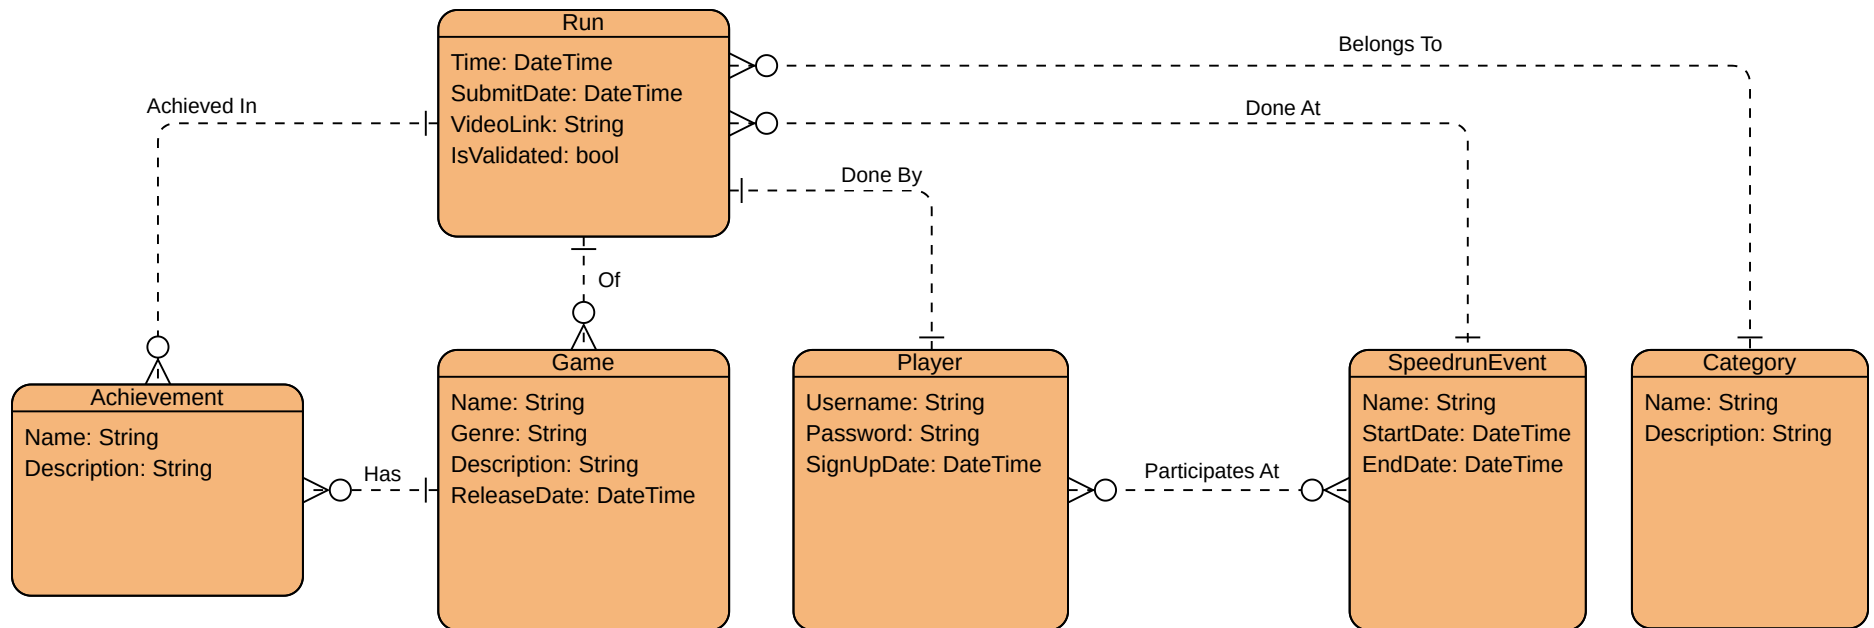 Run
Time: DateTime
SubmitDate: DateTime
VideoLink: String
IsValidated: bool
Belongs To
Achieved In
Done At
Done By
Of
Achievement
Name: String
Description: String
Has
Game
Name: String
Genre: String
Description: String
ReleaseDate: DateTime
Player
Username: String
Password: String
SignUpDate: DateTime
Participates At
SpeedrunEvent
Name: String
StartDate: DateTime
EndDate: DateTime
Category
Name: String
Description: String